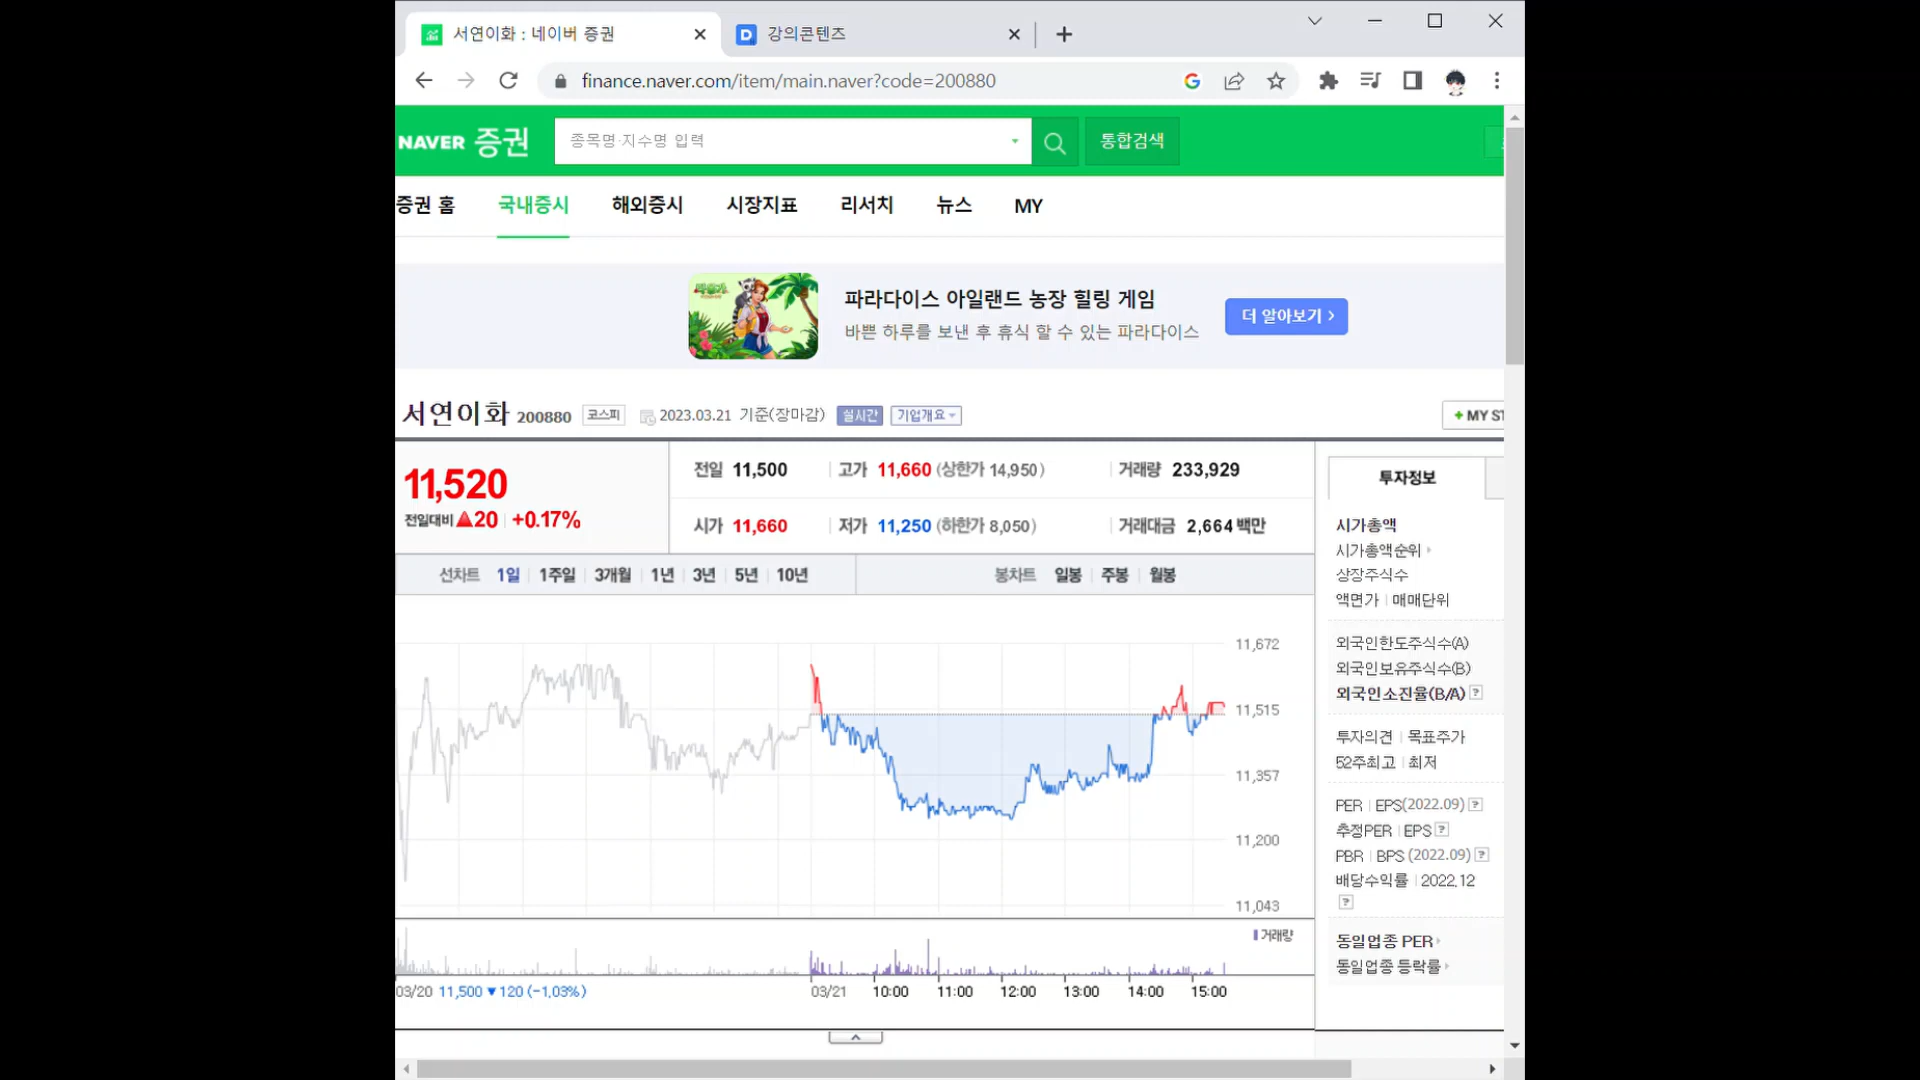 서연이화 : 네이버 증권
강의콘텐츠
finance.naver.com/item/main.naver?code=200880
NAVER 증권
종목명·지수명 입력
통합검색
증권 홈 국내증시 해외증시 시장지표 리서치 뉴스 MY
파라다이스 아일랜드 농장 힐링 게임
바쁜 하루를 보낸 후 휴식 할 수 있는 파라다이스
더 알아보기
서연이화 200880 코스피 2023.03.21 기준(장마감) 실시간 기업개요
+ MY ST
11,520
전일대비 ▲20 +0.17%
전일 11,500 고가 11,660 (상한가 14,950) 거래량 233,929
시가 11,660 저가 11,250 (하한가 8,050) 거래대금 2,664 백만
선차트 1일 1주일 3개월 1년 3년 5년 10년
봉차트 일봉 주봉 월봉
11,672
11,515
11,357
11,200
11,043
거래량
03/20 11,500 ▼120 (-1,03%)
03/21 10:00 11:00 12:00 13:00 14:00 15:00
투자정보
시가총액
시가총액순위
상장주식수
액면가 매매단위
외국인한도주식수(A)
외국인보유주식수(B)
외국인소진율(B/A) ?
투자의견 목표주가
52주최고 최저
PER EPS(2022.09) ?
추정PER EPS ?
PBR BPS (2022.09) ?
배당수익률 2022.12
?
동일업종 PER
동일업종 등락률